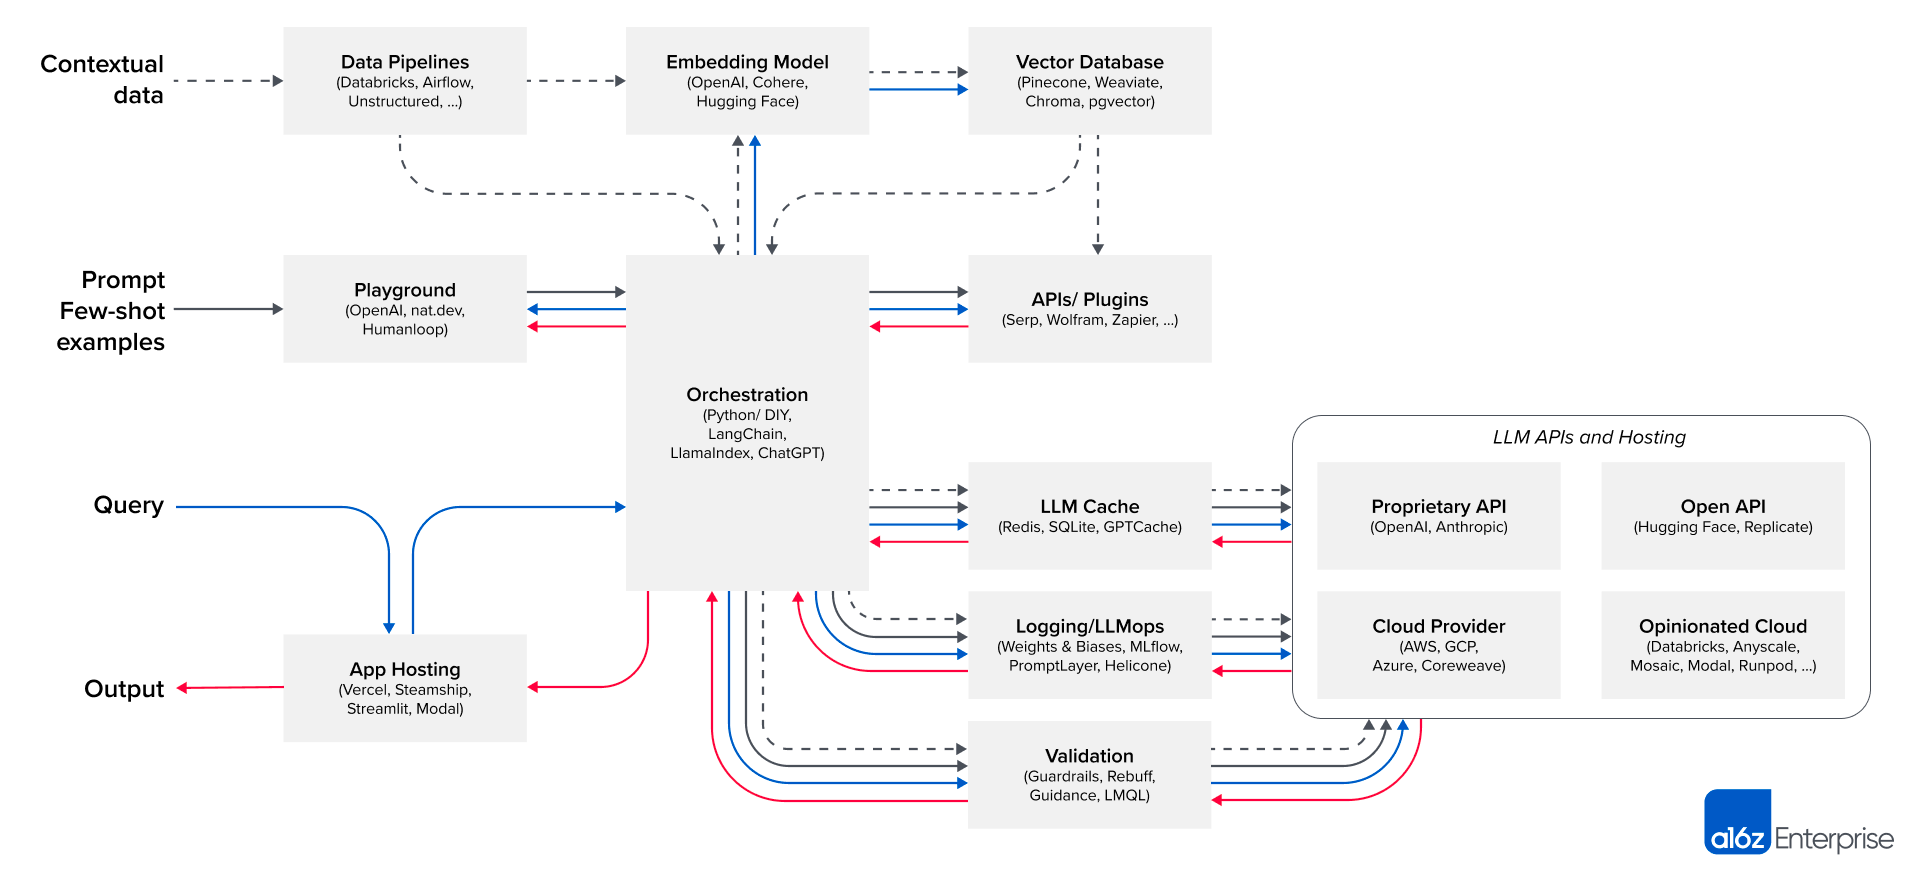 Contextual
data
Data Pipelines
(Databricks, Airflow,
Unstructured, ...)
Embedding Model
(OpenAI, Cohere,
Hugging Face)
Vector Database
(Pinecone, Weaviate,
Chroma, pgvector)
Prompt
Few-shot
examples
Playground
(OpenAI, nat.dev,
Humanloop)
Orchestration
(Python/ DIY,
LangChain,
LlamaIndex, ChatGPT)
APIs/ Plugins
(Serp, Wolfram, Zapier, ...)
Query
LLM Cache
(Redis, SQLite, GPTCache)
LLM APIs and Hosting
Proprietary API
(OpenAI, Anthropic)
Open API
(Hugging Face, Replicate)
Logging/LLMops
(Weights & Biases, MLflow,
PromptLayer, Helicone)
Cloud Provider
(AWS, GCP,
Azure, Coreweave)
Opinionated Cloud
(Databricks, Anyscale,
Mosaic, Modal, Runpod, ...)
Output
App Hosting
(Vercel, Steamship,
Streamlit, Modal)
Validation
(Guardrails, Rebuff,
Guidance, LMQL)
a16z Enterprise